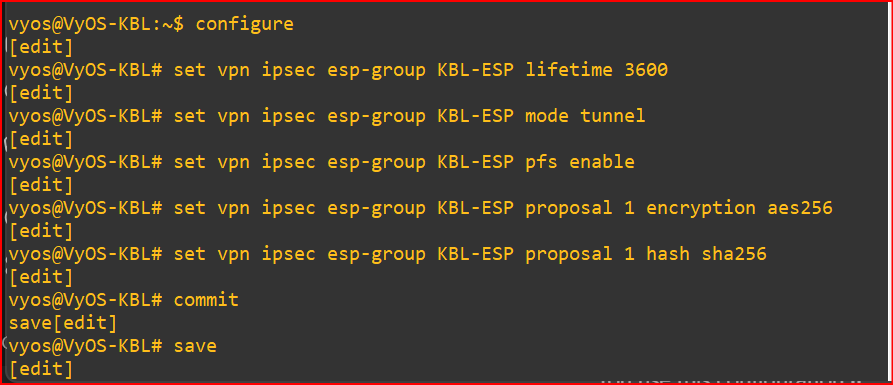 vyos@VyOS-KBL:~$ configure
[edit]
vyos@VyOS-KBL# set vpn ipsec esp-group KBL-ESP lifetime 3600
[edit]
vyos@VyOS-KBL# set vpn ipsec esp-group KBL-ESP mode tunnel
[edit]
vyos@VyOS-KBL# set vpn ipsec esp-group KBL-ESP pfs enable
[edit]
vyos@VyOS-KBL# set vpn ipsec esp-group KBL-ESP proposal 1 encryption aes256
[edit]
vyos@VyOS-KBL# set vpn ipsec esp-group KBL-ESP proposal 1 hash sha256
[edit]
vyos@VyOS-KBL# commit
save[edit]
vyos@VyOS-KBL# save
[edit]